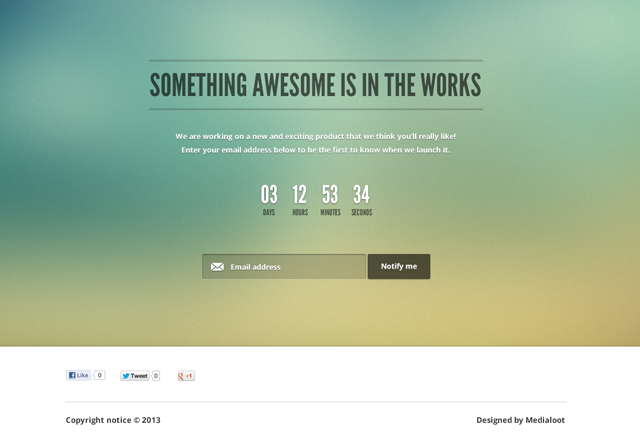 SOMETHING AWESOME IS IN THE WORKS
We are working on a new and exciting product that we think you'll really like!
Enter your email address below to be the first to know when we launch it.
03 12 53 34
DAYS HOURS MINUTES SECONDS
Email address Notify me
Like 0 Tweet 0 +1
Copyright notice © 2013 Designed by Medialoot